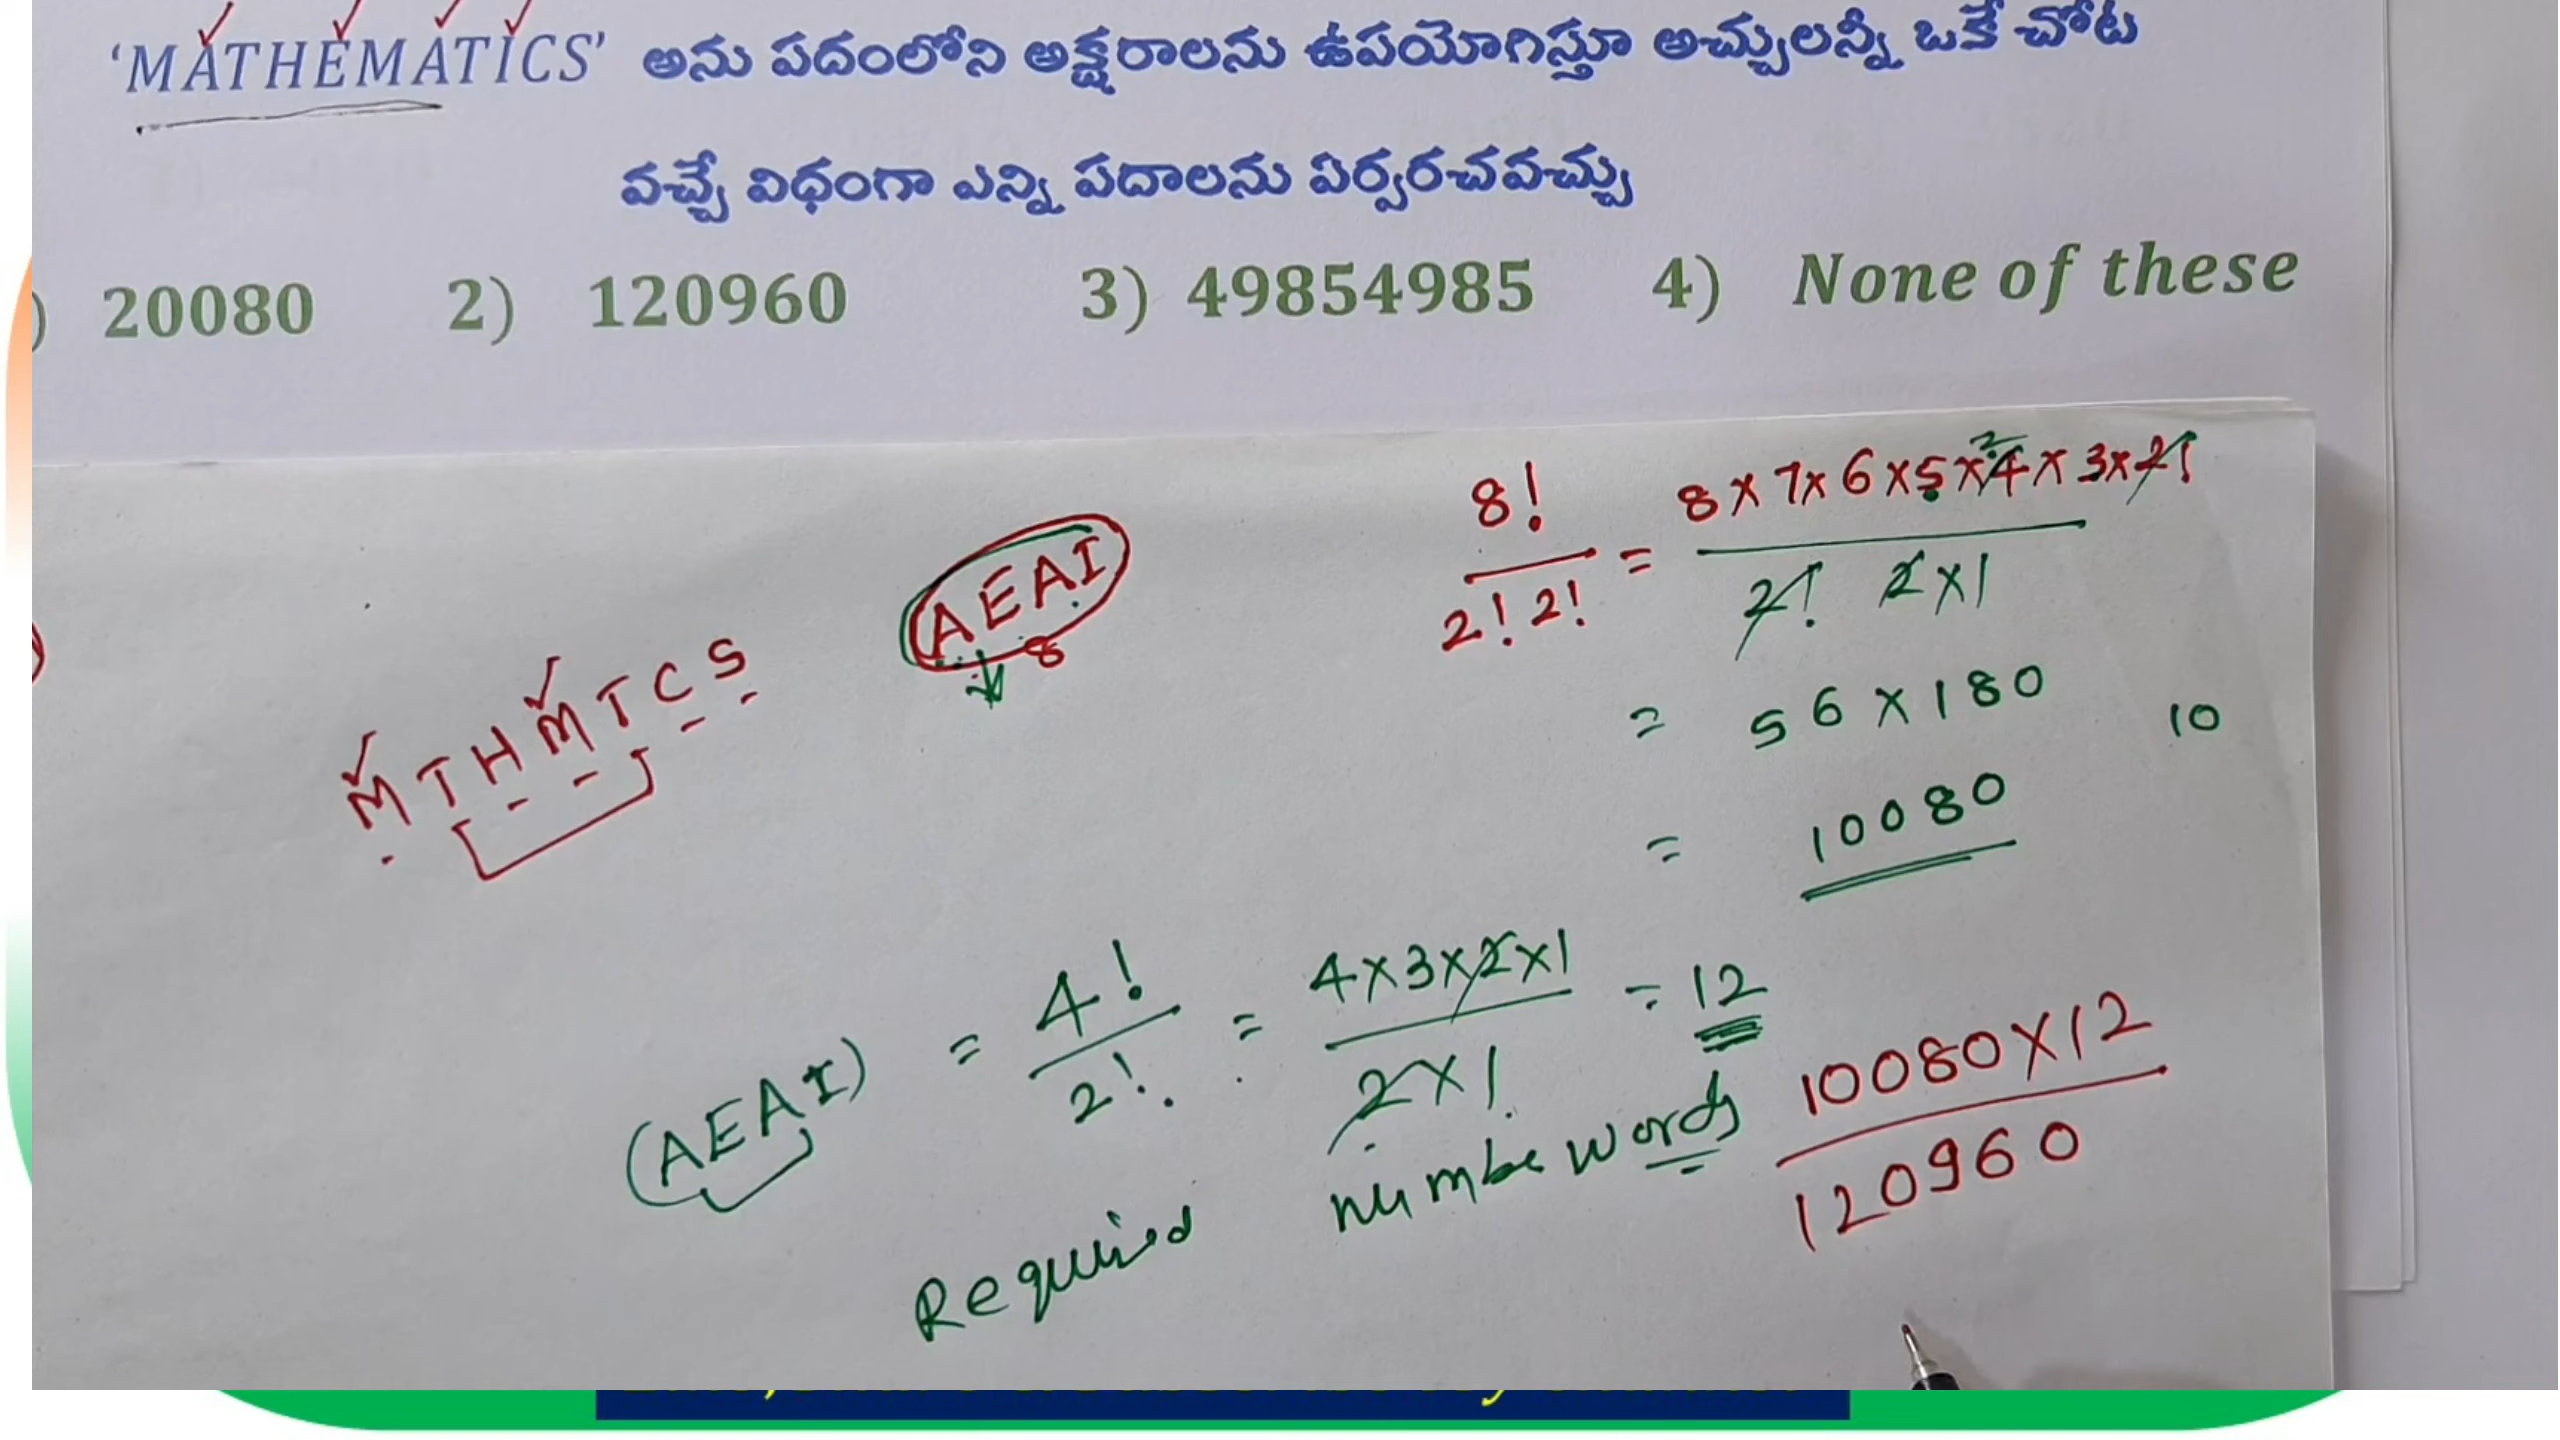 'MATHEMATICS' అను పదంలోని అక్షరాలను ఉపయోగిస్తూ అచ్చులన్నీ ఒకే చోట
వచ్చే విధంగా ఎన్ని పదాలను ఏర్పరచవచ్చు
) 20080 2) 120960 3) 49854985 4) None of these
8! / 2! 2! = 8 × 7 × 6 × 5 × 4 × 3 × 2! / 2! 2 × 1
2
AEAI
8
M T H M T C S
= 56 × 180
10
= 10080
(AEAI) = 4! / 2! = 4 × 3 × 2 × 1 / 2 × 1 = 12
Required numbe words 10080 × 12
120960